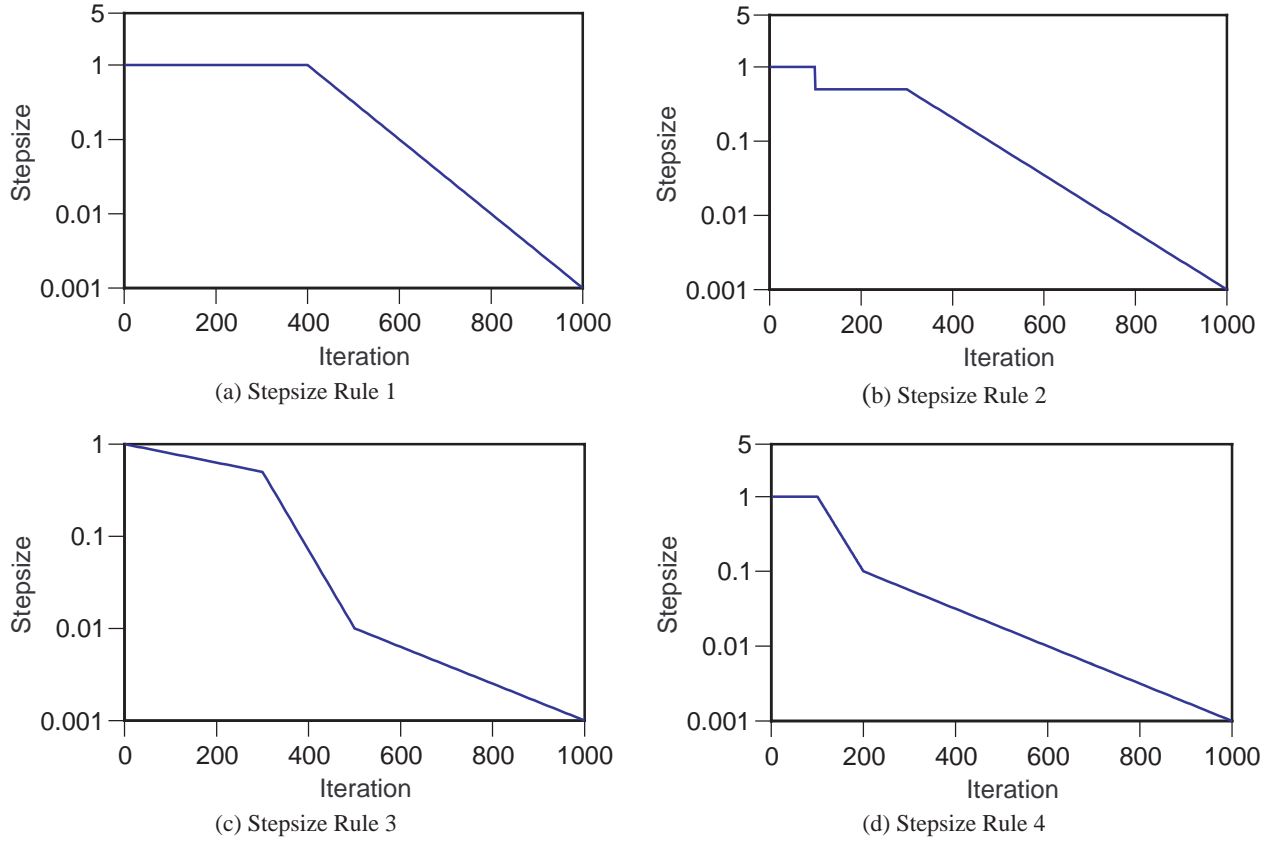 5
1
0.1
0.01
0.001
Stepsize
0 200 400 600 800 1000
Iteration
(a) Stepsize Rule 1
5
1
0.1
0.01
0.001
Stepsize
0 200 400 600 800 1000
Iteration
(b) Stepsize Rule 2
1
0.1
0.01
0.001
Stepsize
0 200 400 600 800 1000
Iteration
(c) Stepsize Rule 3
5
1
0.1
0.01
0.001
Stepsize
0 200 400 600 800 1000
Iteration
(d) Stepsize Rule 4